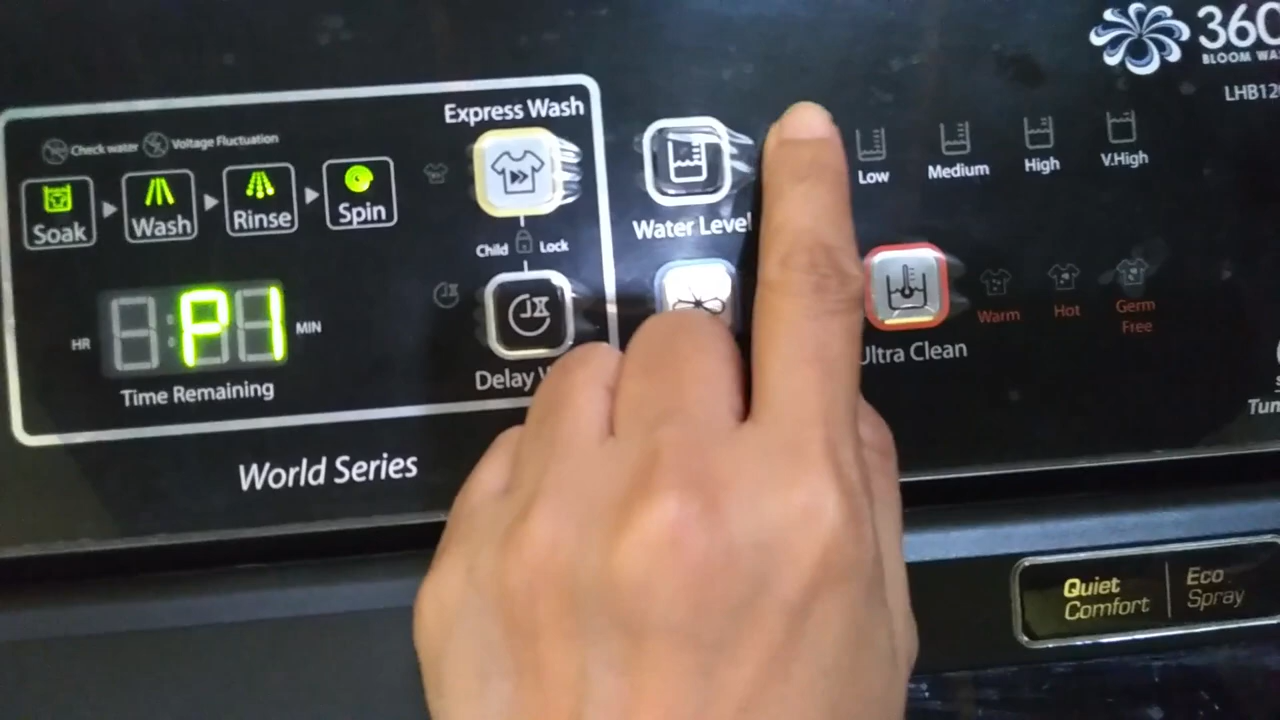 360
BLOOM WA
LHB12
Express Wash
Check water
Voltage Fluctuation
Soak
Wash
Rinse
Spin
Child Lock
HR
P1
MIN
Time Remaining
Delay
Water Level
Low
Medium
High
V.High
Ultra Clean
Warm
Hot
Germ
Free
Tum
World Series
Quiet
Comfort
Eco
Spray